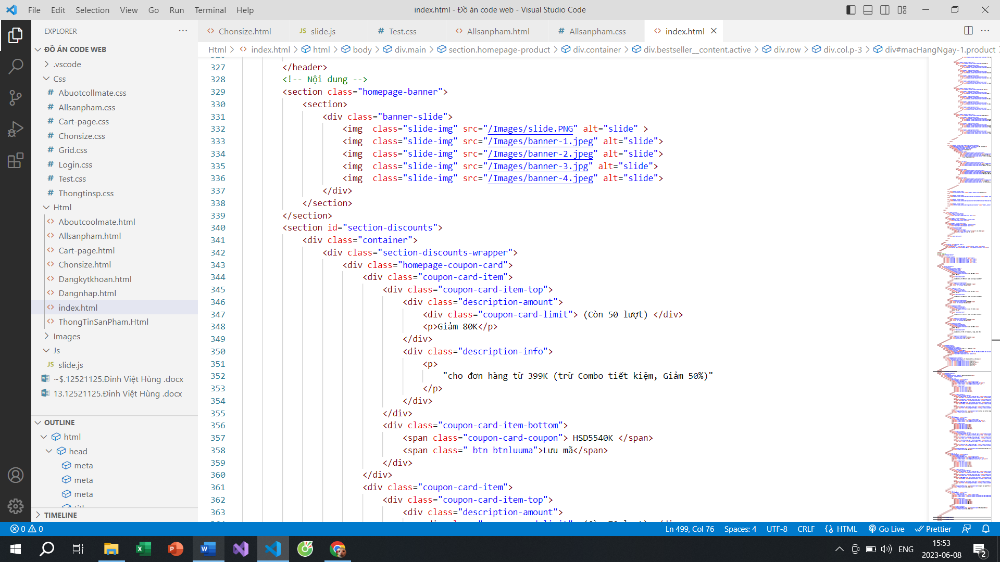 File Edit Selection View Go Run Terminal Help
index.html - Đồ án code web - Visual Studio Code
EXPLORER
ĐỒ ÁN CODE WEB
.vscode
Css
Abuotcollmate.css
Allsanpham.css
Cart-page.css
Chonsize.css
Grid.css
Login.css
Test.css
Thongtinsp.css
Html
Aboutcoolmate.html
Allsanpham.html
Cart-page.html
Chonsize.html
Dangkytkhoan.html
Dangnhap.html
index.html
ThongTinSanPham.Html
Images
Js
JS slide.js
~$.12521125.Đinh Việt Hùng .docx
13.12521125.Đinh Việt Hùng .docx
OUTLINE
html
head
meta
meta
meta
TIMELINE
Chonsize.html JS slide.js # Test.css Allsanpham.html # Allsanpham.css index.html
Html > index.html > html > body > div.main > section.homepage-product > div.container > div.bestseller__content.active > div.row > div.col.p-3 > div#macHangNgay-1.product
327 </header>
328 <!-- Nội dung -->
329 <section class="homepage-banner">
330 <section>
331 <div class="banner-slide">
332 <img  class="slide-img" src="/Images/slide.PNG" alt="slide" >
333 <img  class="slide-img" src="/Images/banner-1.jpeg" alt="slide">
334 <img  class="slide-img" src="/Images/banner-2.jpeg" alt="slide">
335 <img  class="slide-img" src="/Images/banner-3.jpg" alt="slide">
336 <img  class="slide-img" src="/Images/banner-4.jpeg" alt="slide">
337 </div>
338 </section>
339 </section>
340 <section id="section-discounts">
341 <div class="container">
342 <div class="section-discounts-wrapper">
343 <div class="homepage-coupon-card">
344 <div class="coupon-card-item">
345 <div class="coupon-card-item-top">
346 <div class="description-amount">
347 <div class="coupon-card-limit"> (Còn 50 lượt) </div>
348 <p>Giảm 80K</p>
349 </div>
350 <div class="description-info">
351 <p>
352 "cho đơn hàng từ 399K (trừ Combo tiết kiệm, Giảm 50%)"
353 </p>
354 </div>
355 </div>
356 <div class="coupon-card-item-bottom">
357 <span class="coupon-card-coupon"> HSD5540K </span>
358 <span class=" btn btnluuma">Lưu mã</span>
359 </div>
360 </div>
361 <div class="coupon-card-item">
362 <div class="coupon-card-item-top">
363 <div class="description-amount">
0 0
Ln 499, Col 76 Spaces: 4 UTF-8 CRLF HTML Go Live Prettier
ENG
15:53
2023-06-08
2